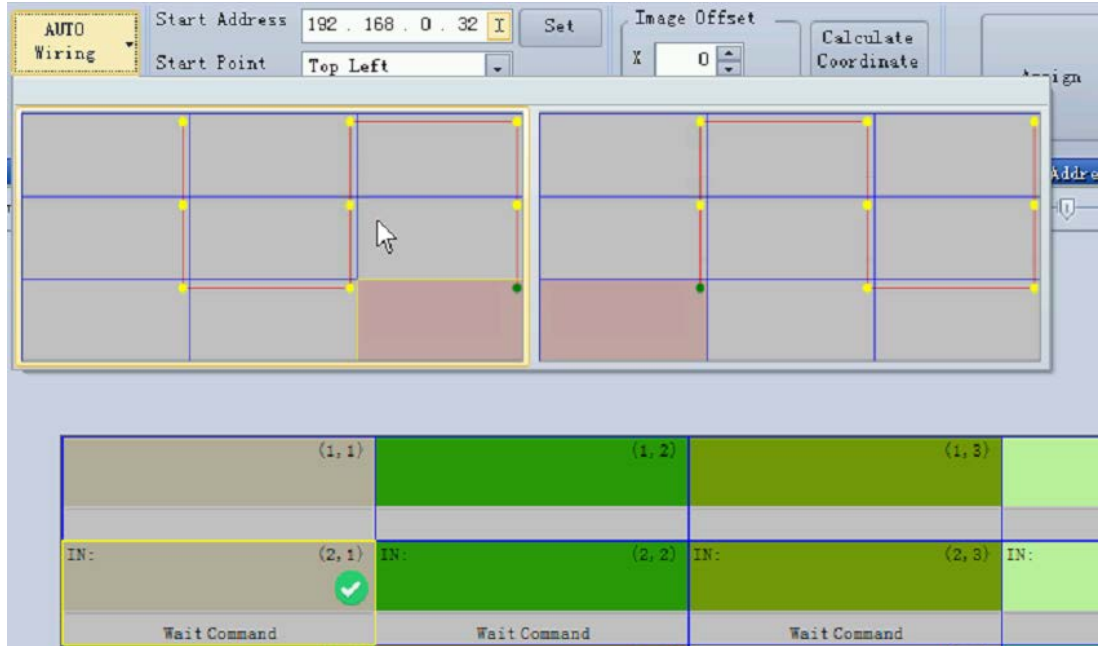 AUTO Wiring
Start Address 192 . 168 . 0 . 32
Set
Start Point Top Left
Image Offset
X 0
Calculate Coordinate
(1,1) (1,2) (1,3)
IN: (2,1) IN: (2,2) IN: (2,3) IN:
Wait Command Wait Command Wait Command